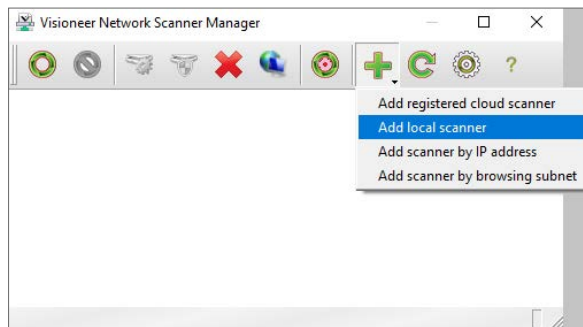 Visioneer Network Scanner Manager
?
Add registered cloud scanner
Add local scanner
Add scanner by IP address
Add scanner by browsing subnet